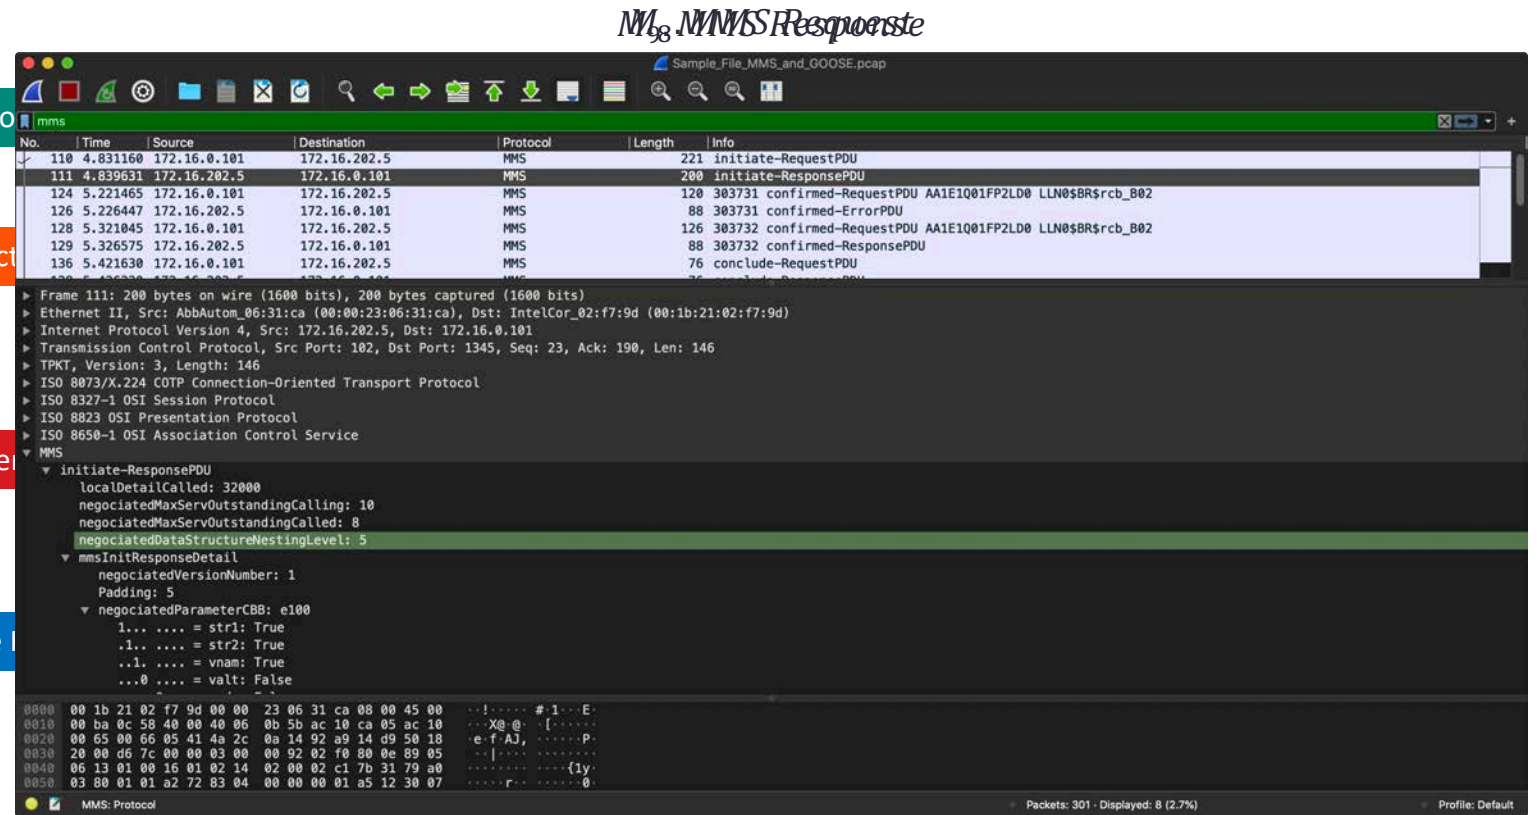 MMS Response
Sample_File_MMS_and_GOOSE.pcap
mms
No. Time Source Destination Protocol Length Info
110 4.831160 172.16.0.101 172.16.202.5 MMS 221 initiate-RequestPDU
111 4.839631 172.16.202.5 172.16.0.101 MMS 200 initiate-ResponsePDU
124 5.221465 172.16.0.101 172.16.202.5 MMS 120 303731 confirmed-RequestPDU AA1E1Q01FP2LD0 LLN0$BR$rcb_B02
126 5.226447 172.16.202.5 172.16.0.101 MMS 88 303731 confirmed-ErrorPDU
128 5.321045 172.16.0.101 172.16.202.5 MMS 126 303732 confirmed-RequestPDU AA1E1Q01FP2LD0 LLN0$BR$rcb_B02
129 5.326575 172.16.202.5 172.16.0.101 MMS 88 303732 confirmed-ResponsePDU
136 5.421630 172.16.0.101 172.16.202.5 MMS 76 conclude-RequestPDU
Frame 111: 200 bytes on wire (1600 bits), 200 bytes captured (1600 bits)
Ethernet II, Src: AbbAutom_06:31:ca (00:00:23:06:31:ca), Dst: IntelCor_02:f7:9d (00:1b:21:02:f7:9d)
Internet Protocol Version 4, Src: 172.16.202.5, Dst: 172.16.0.101
Transmission Control Protocol, Src Port: 102, Dst Port: 1345, Seq: 23, Ack: 190, Len: 146
TPKT, Version: 3, Length: 146
ISO 8073/X.224 COTP Connection-Oriented Transport Protocol
ISO 8327-1 OSI Session Protocol
ISO 8823 OSI Presentation Protocol
ISO 8650-1 OSI Association Control Service
MMS
initiate-ResponsePDU
localDetailCalled: 32000
negociatedMaxServOutstandingCalling: 10
negociatedMaxServOutstandingCalled: 8
negociatedDataStructureNestingLevel: 5
mmsInitResponseDetail
negociatedVersionNumber: 1
Padding: 5
negociatedParameterCBB: e100
1... .... = str1: True
.1.. .... = str2: True
..1. .... = vnam: True
...0 .... = valt: False
0000 00 1b 21 02 f7 9d 00 00 23 06 31 ca 08 00 45 00 ··!····· #·1···E·
0010 00 ba 0c 58 40 00 40 06 0b 5b ac 10 ca 05 ac 10 ···X@·@· ·[······
0020 00 65 00 66 05 41 4a 2c 0a 14 92 a9 14 d9 50 18 ·e·f·AJ, ······P·
0030 20 00 d6 7c 00 00 03 00 00 92 02 f0 80 0e 89 05 ···|···· ········
0040 06 13 01 00 16 01 02 14 02 00 02 c1 7b 31 79 a0 ········ ····{1y·
0050 03 80 01 01 a2 72 83 04 00 00 00 01 a5 12 30 07 ·····r·· ······0·
MMS: Protocol Packets: 301 · Displayed: 8 (2.7%) Profile: Default